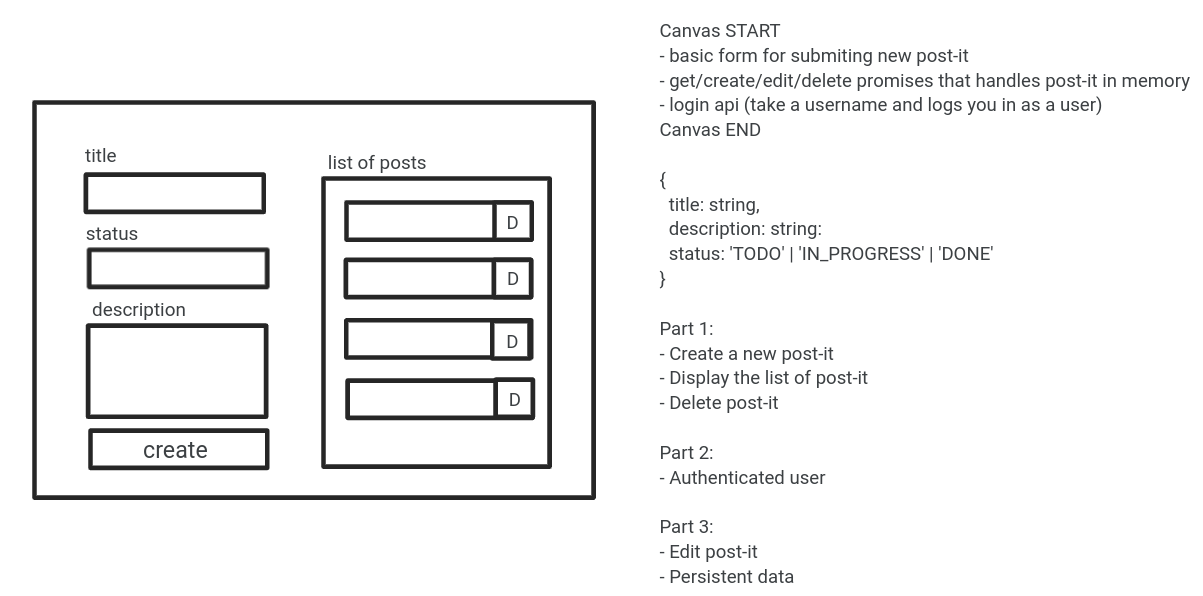 title
status
description
create
list of posts
D
D
D
D
Canvas START
- basic form for submiting new post-it
- get/create/edit/delete promises that handles post-it in memory
- login api (take a username and logs you in as a user)
Canvas END
{
title: string,
description: string:
status: 'TODO' | 'IN_PROGRESS' | 'DONE'
}
Part 1:
- Create a new post-it
- Display the list of post-it
- Delete post-it
Part 2:
- Authenticated user
Part 3:
- Edit post-it
- Persistent data